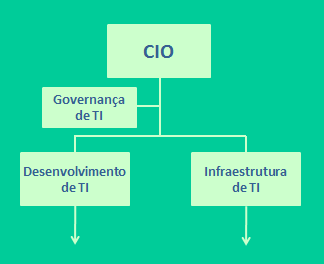 CIO
Governança
de TI
Desenvolvimento
de TI
Infraestrutura
de TI